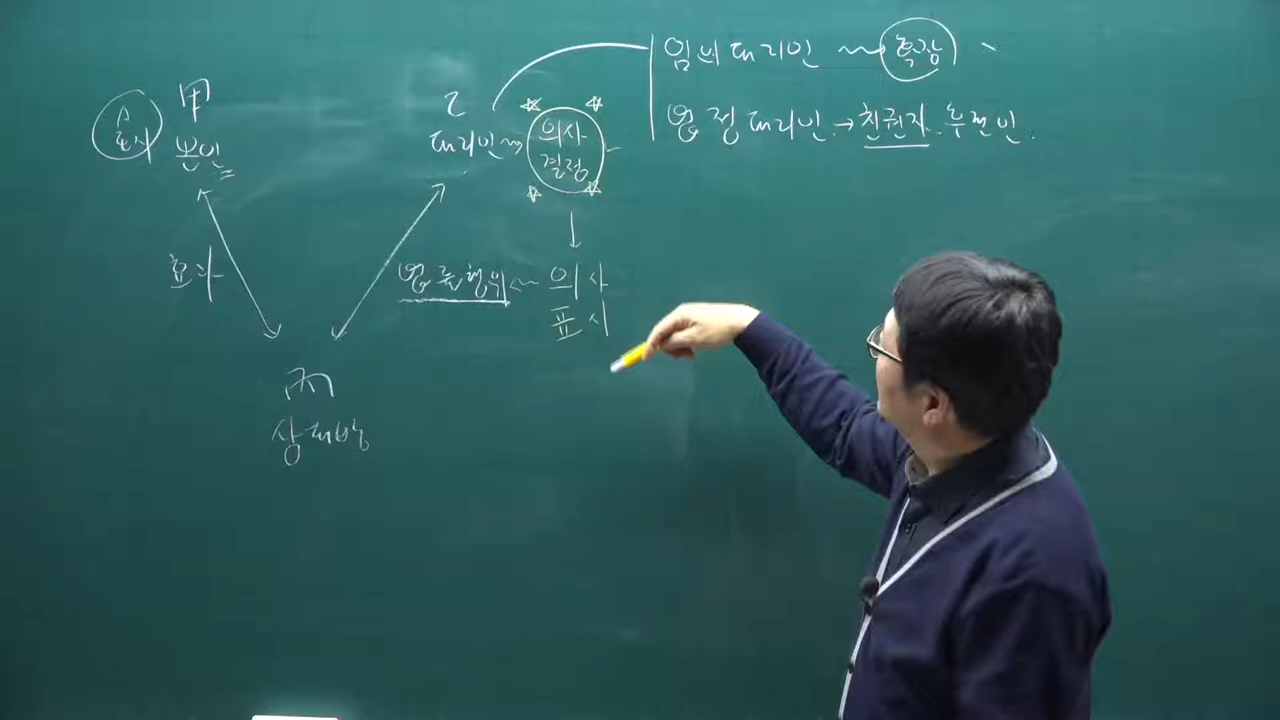 임의대리인 확장
법정대리인 → 친권자. 후견인.
甲
본인
乙
대리인
의사
결정
효과
법률행위
의사
표시
丙
상대방